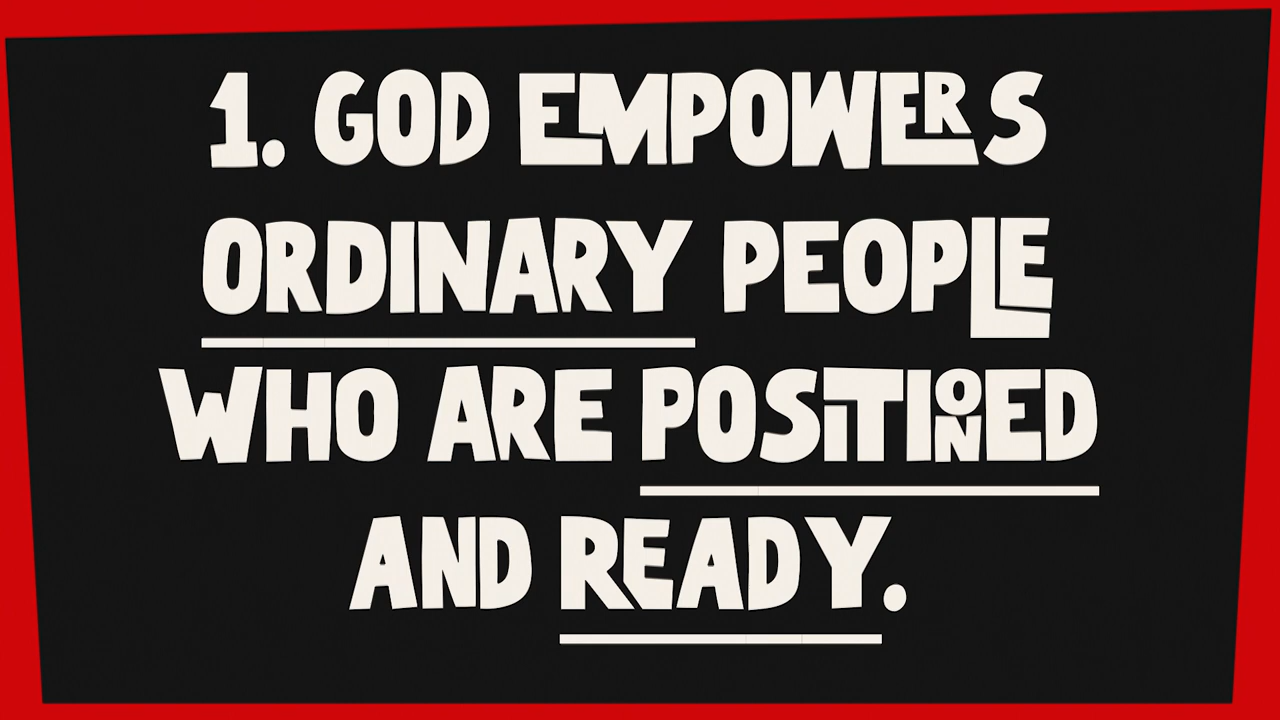 1. GOD EMPOWERS
ORDINARY PEOPLE
WHO ARE POSITIONED
AND READY.